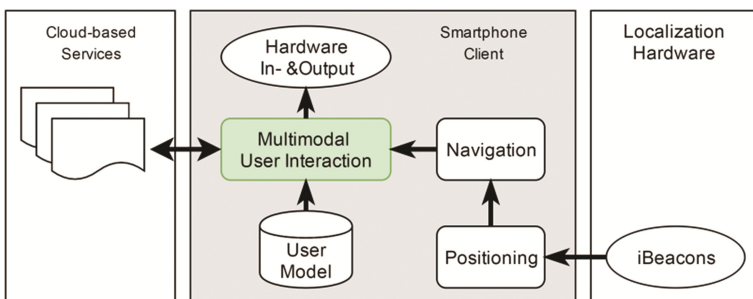 Cloud-based
Services
Hardware
In- &Output
Smartphone
Client
Localization
Hardware
Multimodal
User Interaction
Navigation
User
Model
Positioning
iBeacons